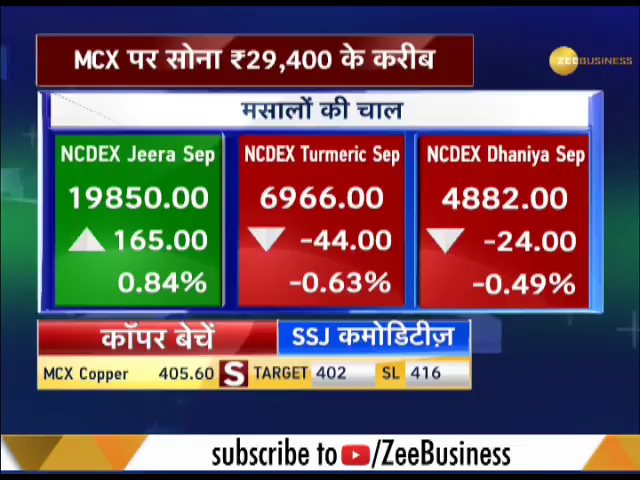 MCX पर सोना ₹29,400 के करीब
ZEEBUSINESS
मसालों की चाल
NCDEX Jeera Sep
19850.00
165.00
0.84%
NCDEX Turmeric Sep
6966.00
-44.00
-0.63%
NCDEX Dhaniya Sep
4882.00
-24.00
-0.49%
कॉपर बेचें
SSJ कमोडिटीज़
MCX Copper 405.60 S TARGET 402 SL 416
subscribe to /ZeeBusiness